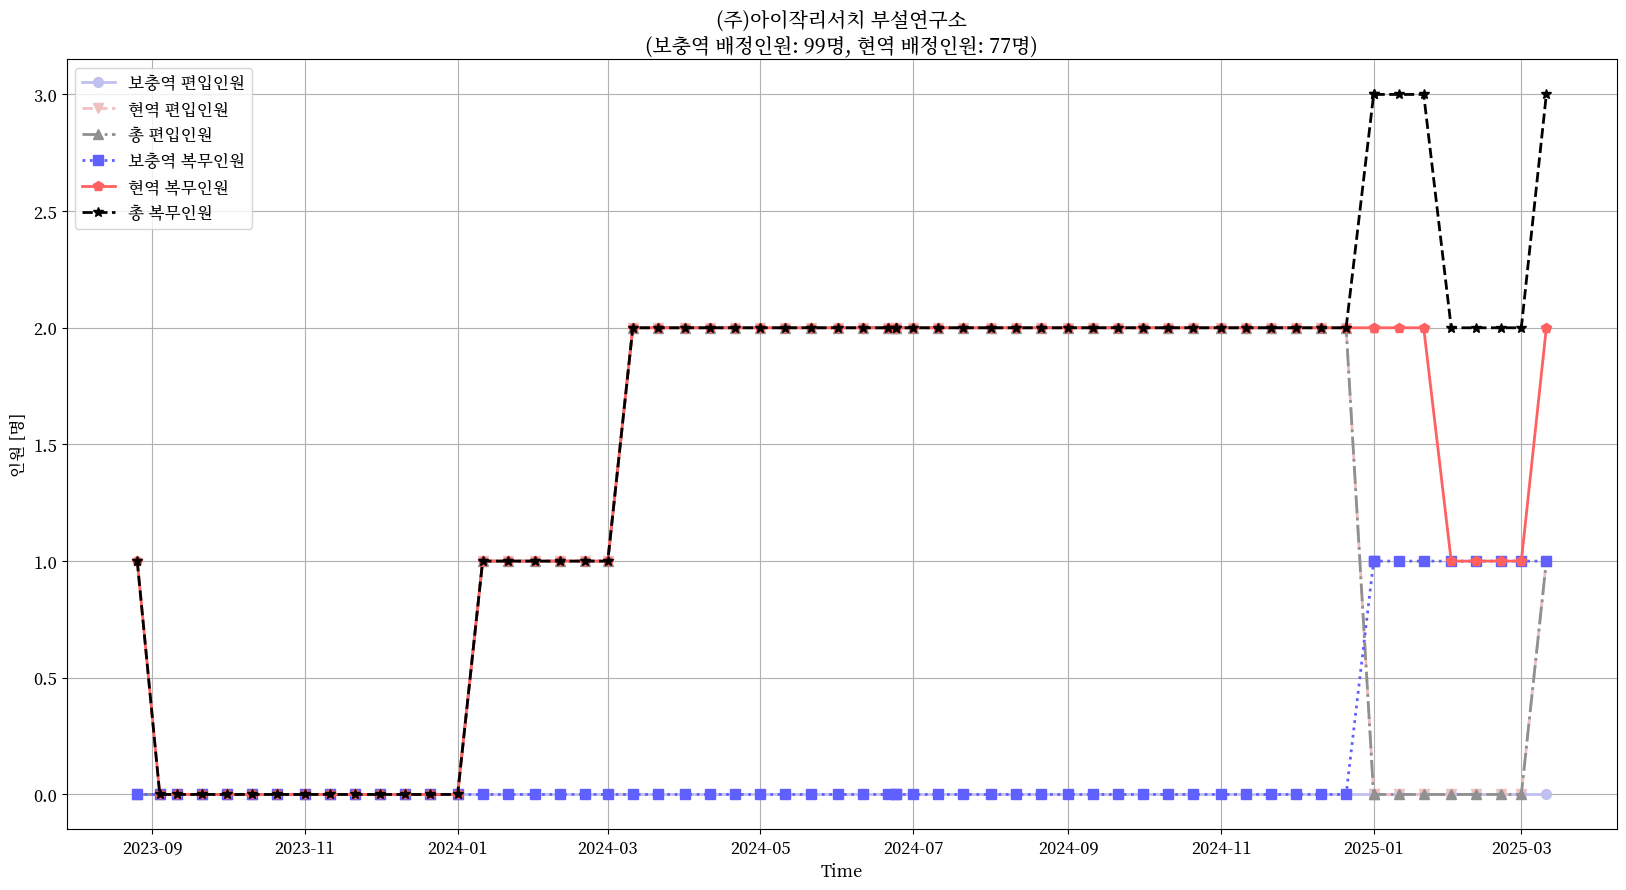 (주)아이작리서치 부설연구소
(보충역 배정인원: 99명, 현역 배정인원: 77명)
보충역 편입인원
현역 편입인원
총 편입인원
보충역 복무인원
현역 복무인원
총 복무인원
3.0
2.5
2.0
1.5
1.0
0.5
0.0
인원 [명]
2023-09 2023-11 2024-01 2024-03 2024-05 2024-07 2024-09 2024-11 2025-01 2025-03
Time